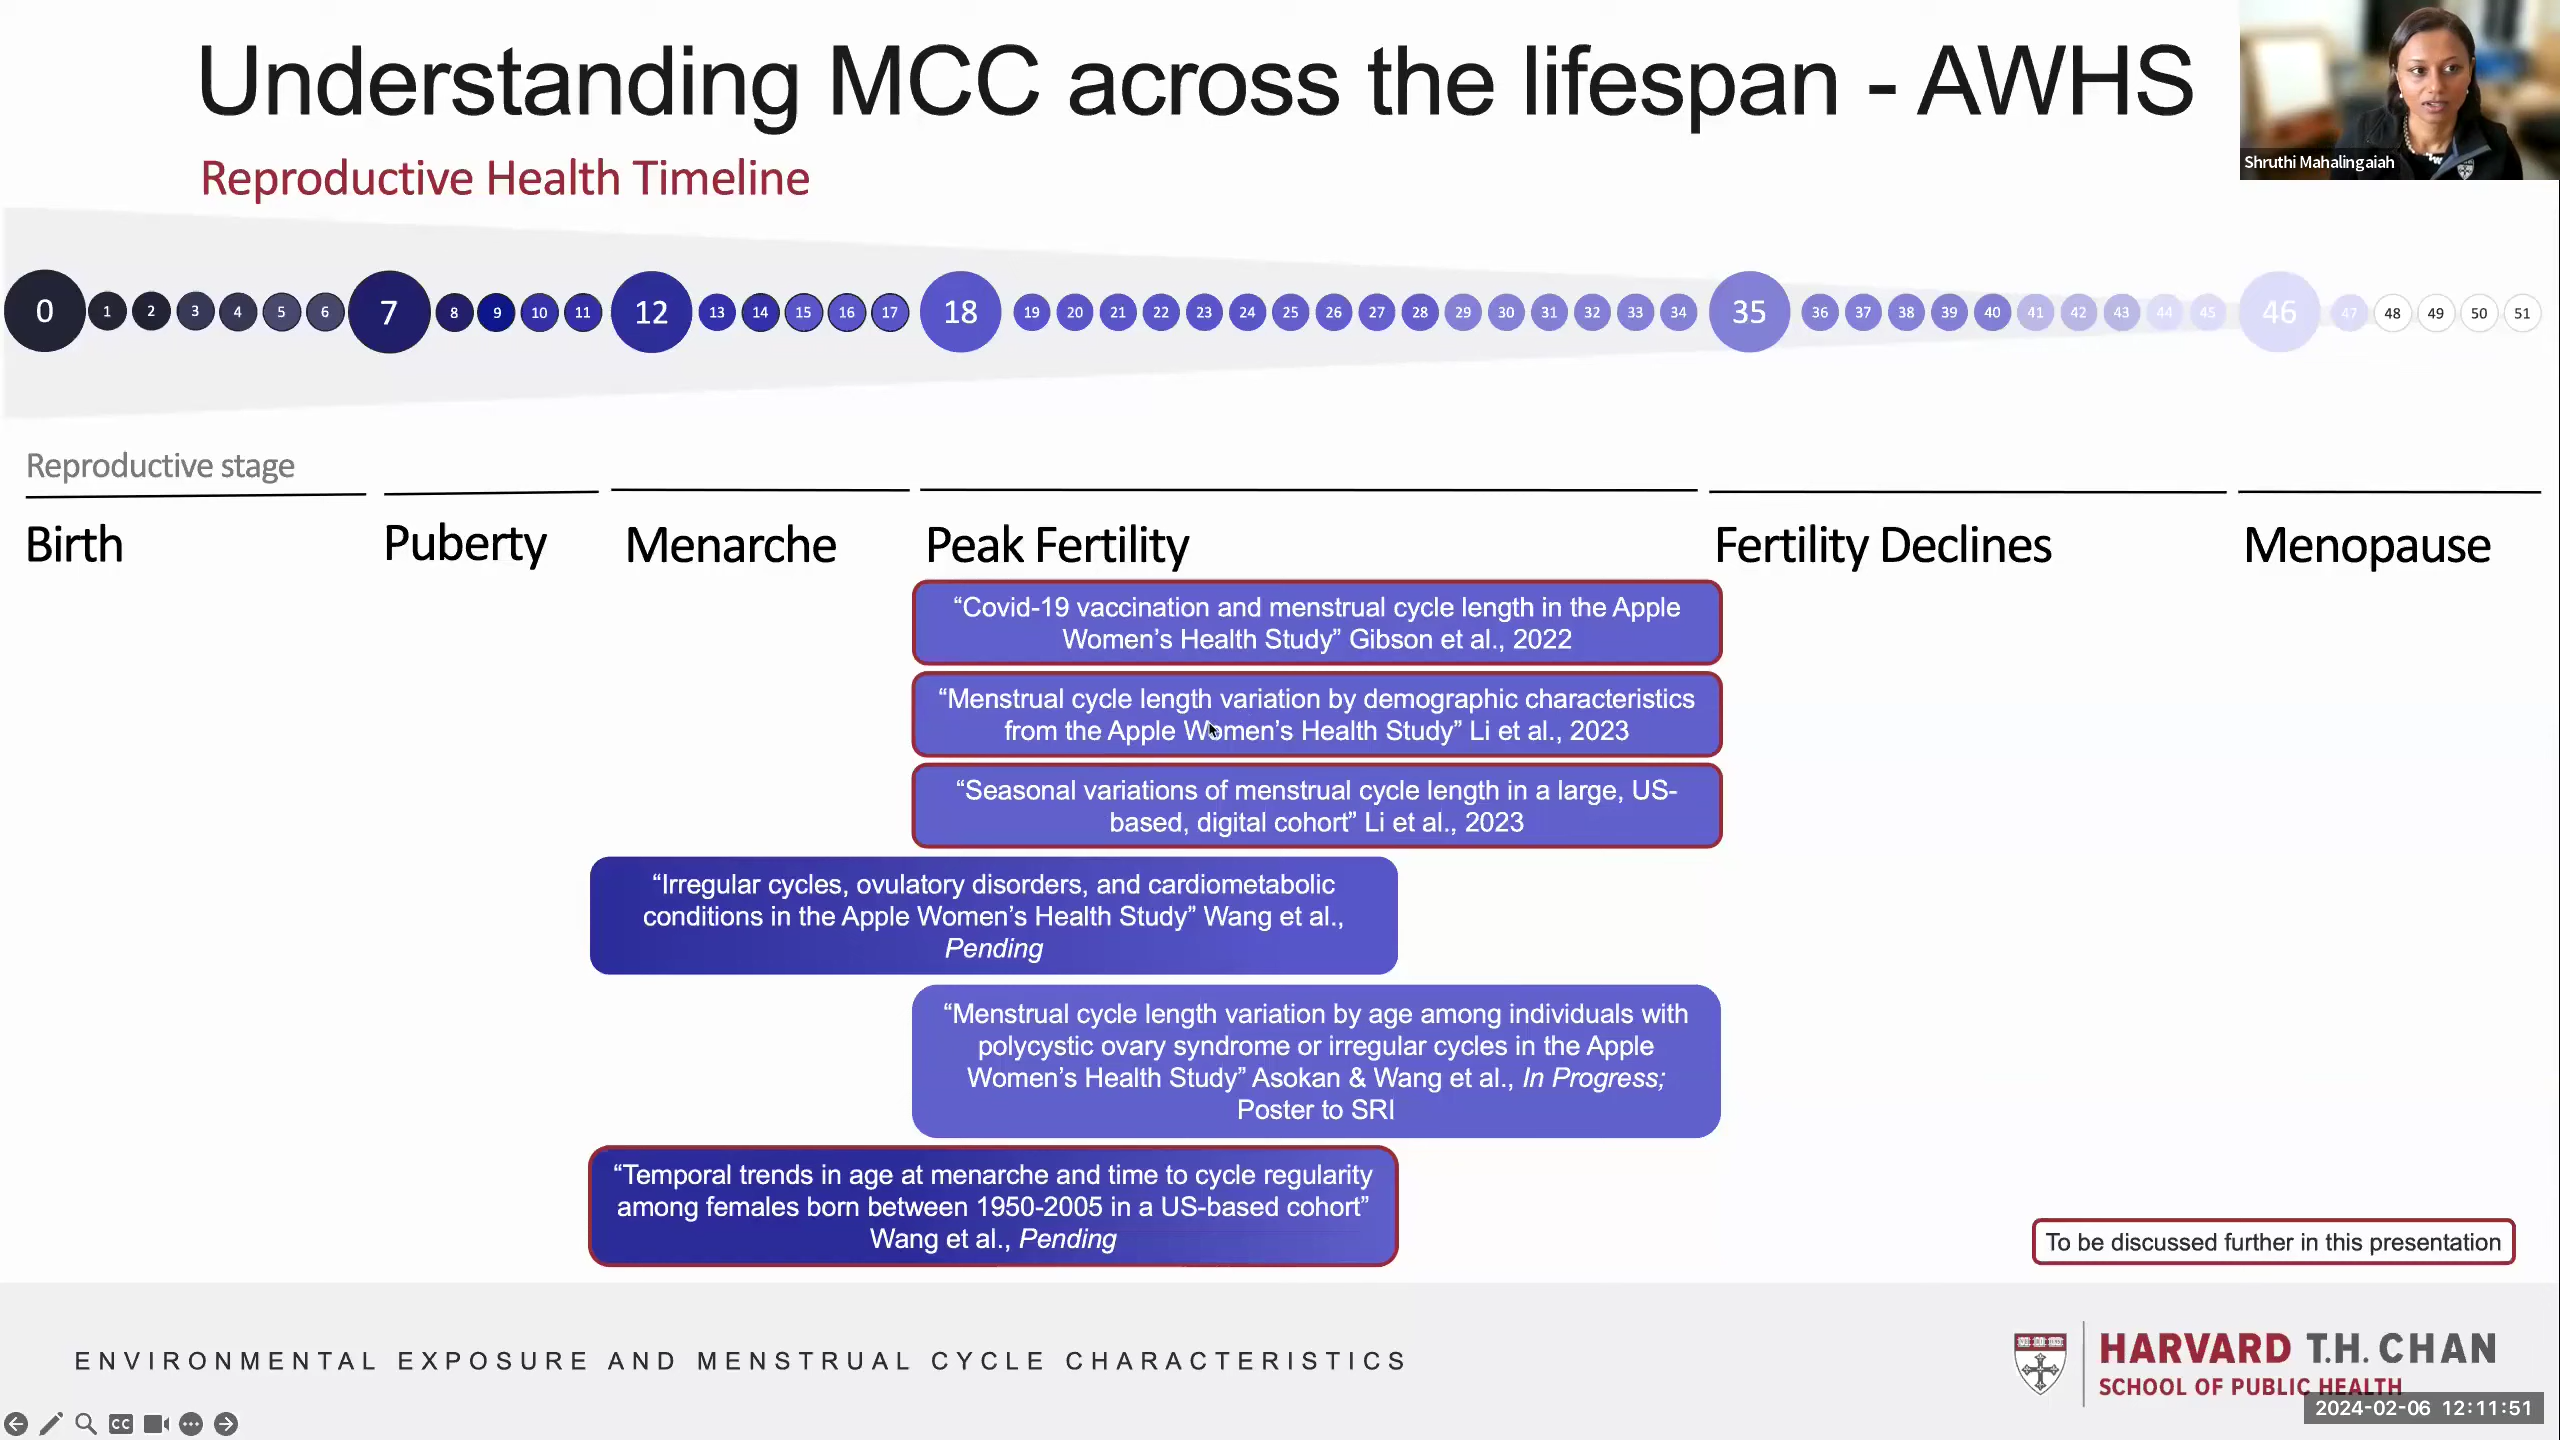 Understanding MCC across the lifespan - AWHS
Shruthi Mahalingaiah
Reproductive Health Timeline
0 1 2 3 4 5 6 7 8 9 10 11 12 13 14 15 16 17 18 19 20 21 22 23 24 25 26 27 28 29 30 31 32 33 34 35 36 37 38 39 40 41 42 43 44 45 46 47 48 49 50 51
Reproductive stage
Birth Puberty Menarche Peak Fertility Fertility Declines Menopause
“Covid-19 vaccination and menstrual cycle length in the Apple
Women’s Health Study” Gibson et al., 2022
“Menstrual cycle length variation by demographic characteristics
from the Apple Women’s Health Study” Li et al., 2023
“Seasonal variations of menstrual cycle length in a large, US-
based, digital cohort” Li et al., 2023
“Irregular cycles, ovulatory disorders, and cardiometabolic
conditions in the Apple Women’s Health Study” Wang et al.,
Pending
“Menstrual cycle length variation by age among individuals with
polycystic ovary syndrome or irregular cycles in the Apple
Women’s Health Study” Asokan & Wang et al., In Progress;
Poster to SRI
“Temporal trends in age at menarche and time to cycle regularity
among females born between 1950-2005 in a US-based cohort”
Wang et al., Pending
To be discussed further in this presentation
ENVIRONMENTAL EXPOSURE AND MENSTRUAL CYCLE CHARACTERISTICS
HARVARD T.H. CHAN
SCHOOL OF PUBLIC HEALTH
CC
2024-02-06 12:11:51